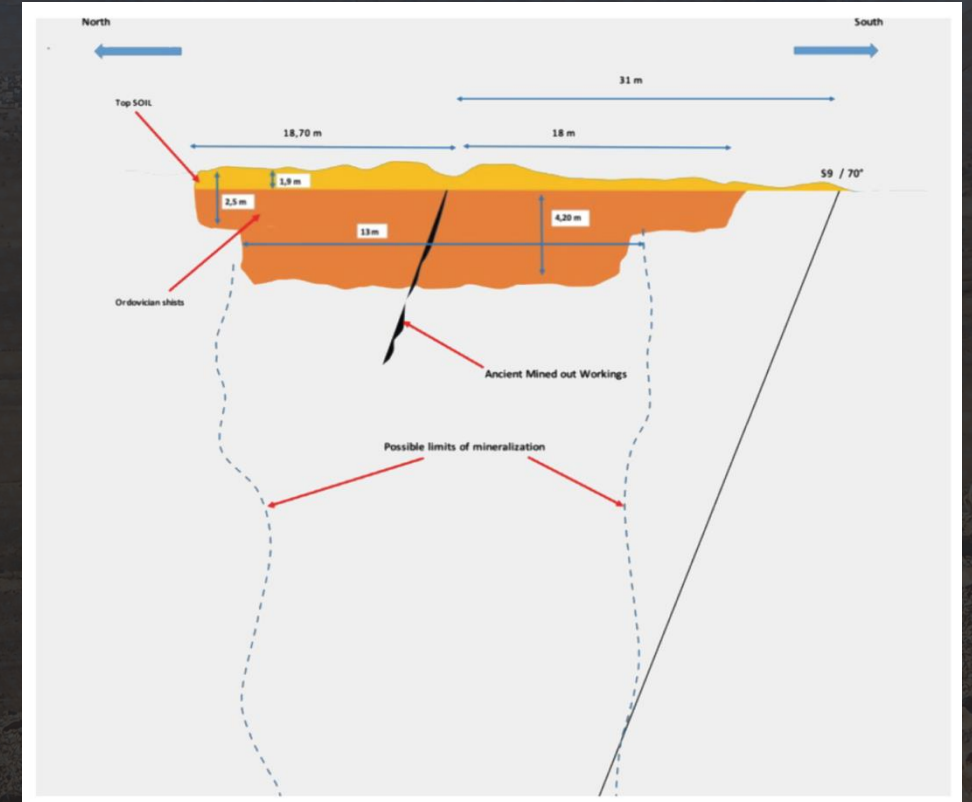 North
South
31 m
Top SOIL
18,70 m
18 m
S9 / 70°
1,9 m
2,5 m
4,20 m
13m
Ordovician shists
Ancient Mined out Workings
Possible limits of mineralization